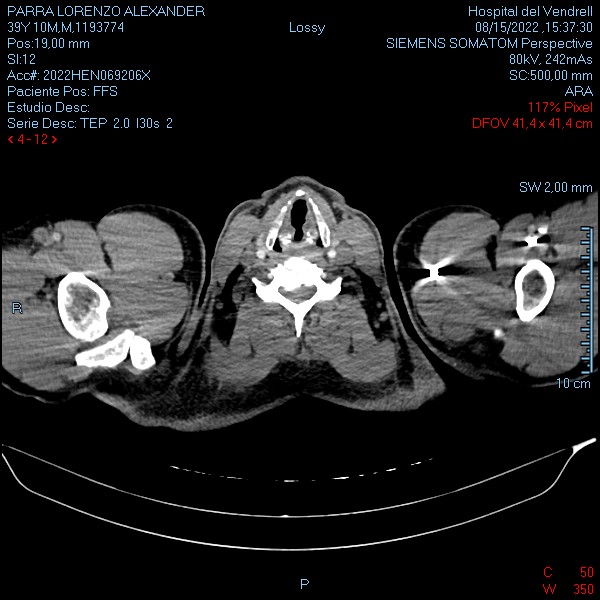 PARRA LORENZO ALEXANDER
39Y 10M,M,1193774
Pos:19,00 mm
SI:12
Acc#: 2022HEN069206X
Paciente Pos: FFS
Estudio Desc:
Serie Desc: TEP 2.0 I30s 2
< 4 - 12 >
Lossy
Hospital del Vendrell
08/15/2022 ,15:37:30
SIEMENS SOMATOM Perspective
80kV, 242mAs
SC:500,00 mm
ARA
117% Pixel
DFOV 41,4 x 41,4 cm
SW 2,00 mm
R
10 cm
P
C 50
W 350